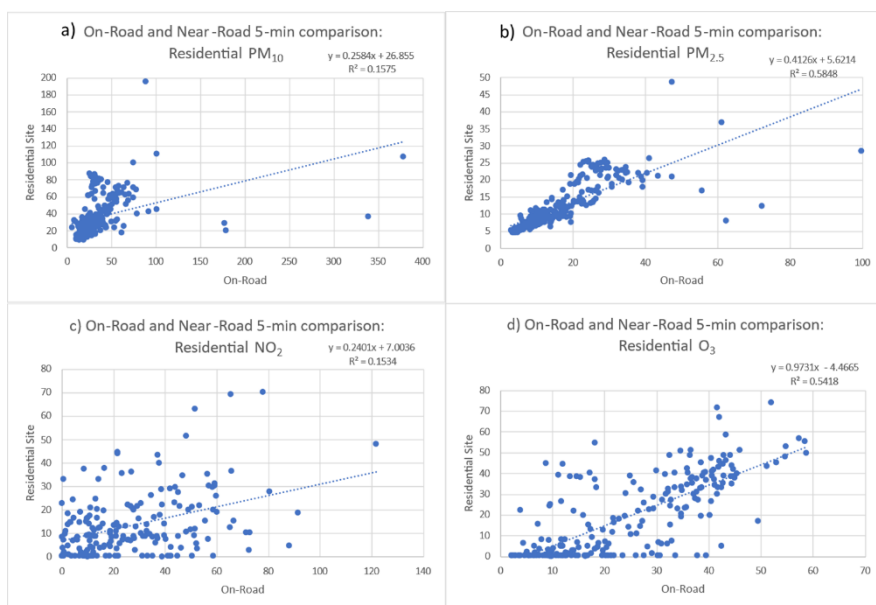 a) On-Road and Near-Road 5-min comparison:
Residential PM10
y = 0.2584x + 26.855
R² = 0.1575
200
180
160
140
120
100
80
60
40
20
0
Residential Site
0 50 100 150 200 250 300 350 400
On-Road
b) On-Road and Near-Road 5-min comparison:
Residential PM2.5
y = 0.4126x + 5.6214
R² = 0.5848
50
45
40
35
30
25
20
15
10
5
0
Residential Site
0 20 40 60 80 100
On-Road
c) On-Road and Near-Road 5-min comparison:
Residential NO2
y = 0.2401x + 7.0036
R² = 0.1534
80
70
60
50
40
30
20
10
0
Residential Site
0 20 40 60 80 100 120 140
On-Road
d) On-Road and Near-Road 5-min comparison:
Residential O3
y = 0.9731x - 4.4665
R² = 0.5418
80
70
60
50
40
30
20
10
0
Residential Site
0 10 20 30 40 50 60 70
On-Road